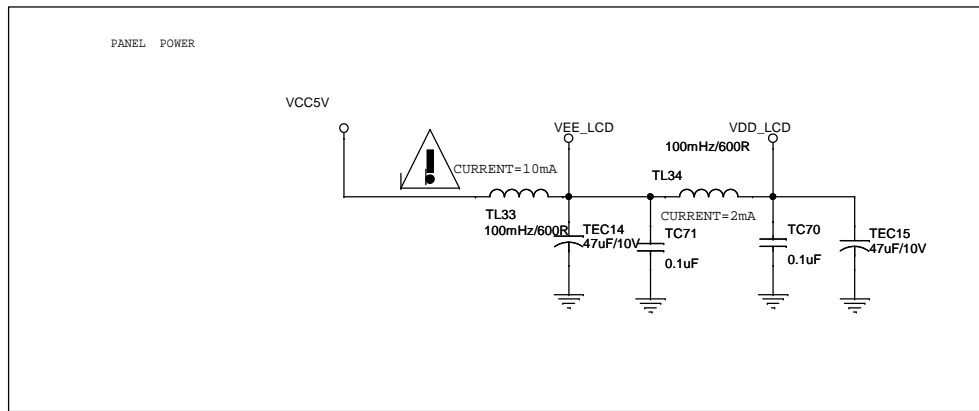 PANEL POWER
VCC5V
VEE_LCD
VDD_LCD
100mHz/600R
CURRENT=10mA
TL34
TL33
CURRENT=2mA
100mHz/600R
TEC14
47uF/10V
TC71
0.1uF
TC70
0.1uF
TEC15
47uF/10V